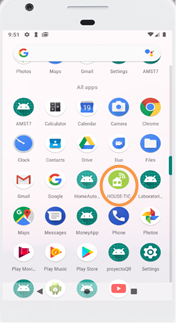 9:51
G
Photos Maps Gmail Settings AMST7
All apps
AMST7 Calculator Calendar Camera Chrome
Clock Contacts Drive Duo Files
Gmail Google HomeAuto... HOUSE-TIC Laboratori...
Maps Messages MoneyApp Phone Photos
Play Movi... Play Music Play Store proyectoQR Settings